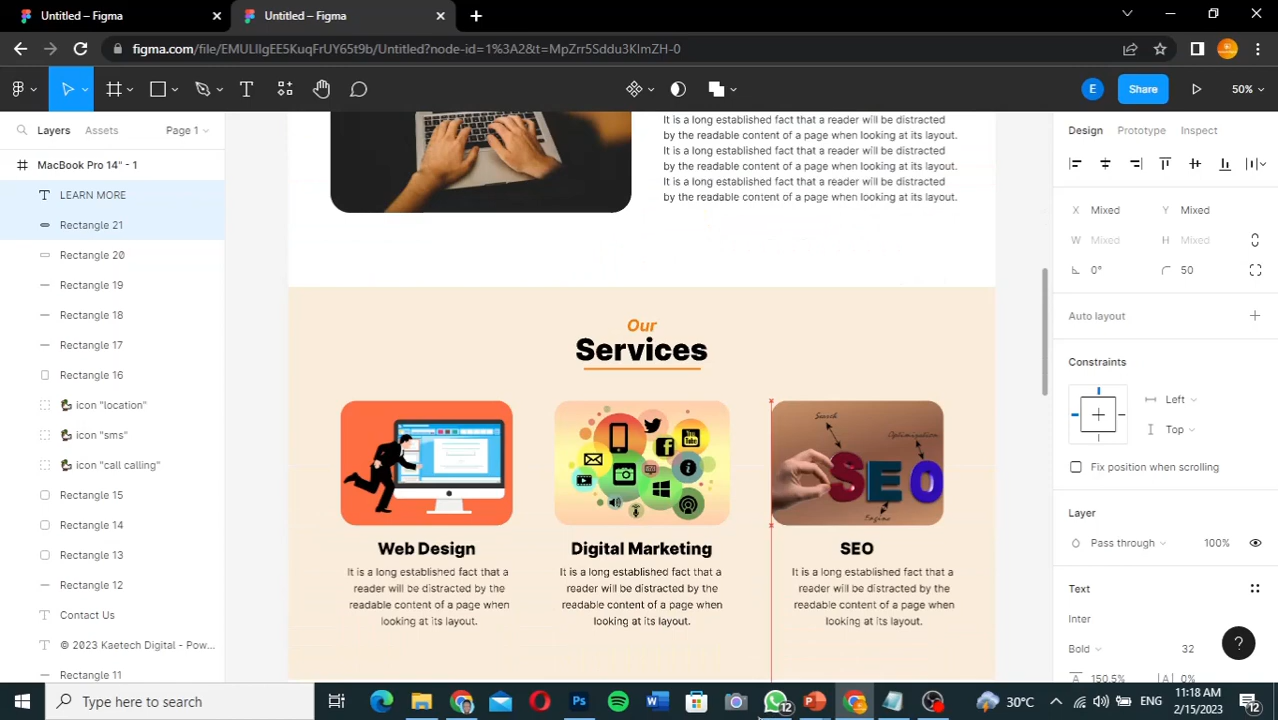 Untitled – Figma
Untitled – Figma
figma.com/file/EMULIlgEE5KuqFrUY65t9b/Untitled?node-id=1%3A2&t=MpZrr5Sddu3KlmZH-0
E
Share
50%
Layers
Assets
Page 1
Design
Prototype
Inspect
MacBook Pro 14" - 1
LEARN MORE
Rectangle 21
Rectangle 20
Rectangle 19
Rectangle 18
Rectangle 17
Rectangle 16
icon "location"
icon "sms"
icon "call calling"
Rectangle 15
Rectangle 14
Rectangle 13
Rectangle 12
Contact Us
© 2023 Kaetech Digital - Pow...
Rectangle 11
It is a long established fact that a reader will be distracted
by the readable content of a page when looking at its layout.
It is a long established fact that a reader will be distracted
by the readable content of a page when looking at its layout.
It is a long established fact that a reader will be distracted
by the readable content of a page when looking at its layout.
Our
Services
Search
Optimization
SEO
Engine
You
Tube
Web Design
It is a long established fact that a
reader will be distracted by the
readable content of a page when
looking at its layout.
Digital Marketing
It is a long established fact that a
reader will be distracted by the
readable content of a page when
looking at its layout.
SEO
It is a long established fact that a
reader will be distracted by the
readable content of a page when
looking at its layout.
X Mixed
Y Mixed
W Mixed
H Mixed
0°
50
Auto layout
Constraints
Left
Top
Fix position when scrolling
Layer
Pass through
100%
Text
Inter
Bold
32
150.5%
0%
?
Type here to search
Ps
12
30°C
ENG
11:18 AM
2/15/2023
12